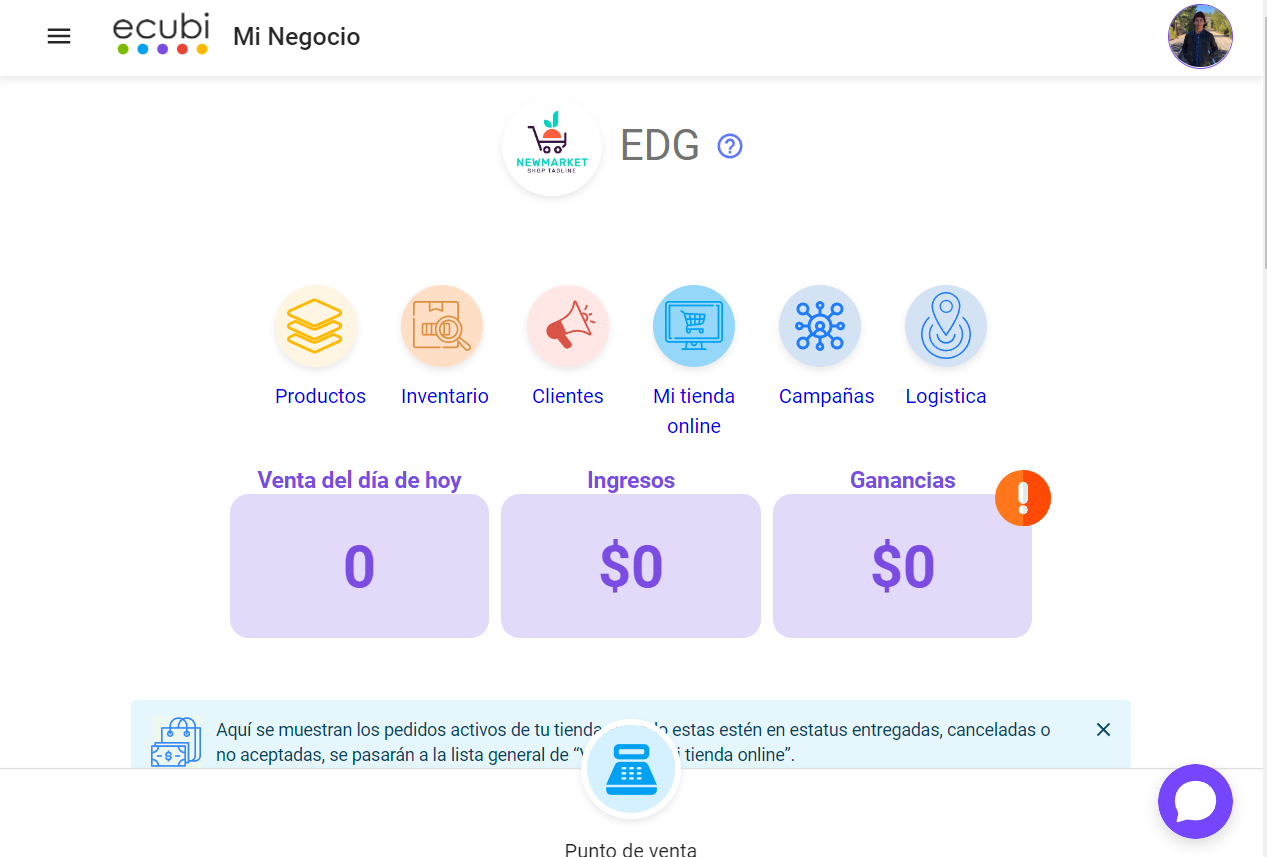 ecubi Mi Negocio
NEWMARKET
SHOP TAGLINE
EDG
Productos Inventario Clientes Mi tienda online Campañas Logistica
Venta del día de hoy Ingresos Ganancias
0 $0 $0
Aquí se muestran los pedidos activos de tu tienda estas estén en estatus entregadas, canceladas o
no aceptadas, se pasarán a la lista general de “ tienda online”.
Punto de venta